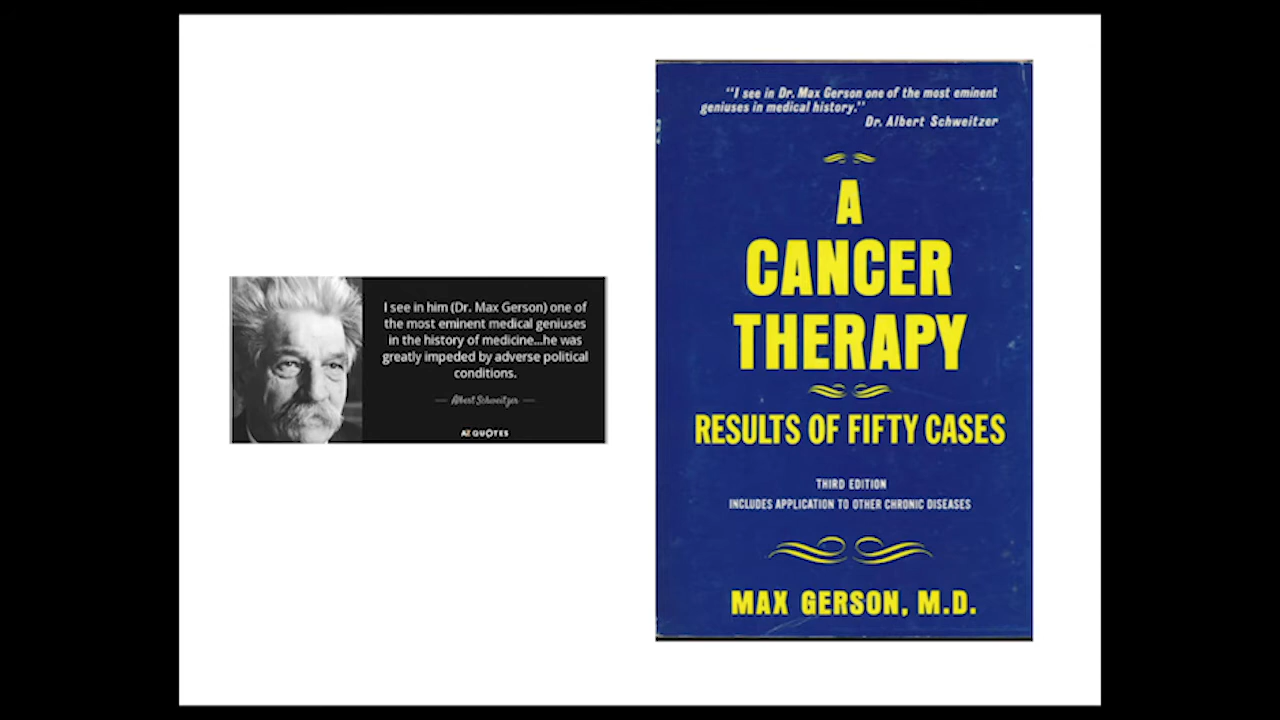 I see in him (Dr. Max Gerson) one of
the most eminent medical geniuses
in the history of medicine...he was
greatly impeded by adverse political
conditions.
Albert Schweitzer
AZ QUOTES
"I see in Dr. Max Gerson one of the most eminent
geniuses in medical history."
Dr. Albert Schweitzer
A
CANCER
THERAPY
RESULTS OF FIFTY CASES
THIRD EDITION
INCLUDES APPLICATION TO OTHER CHRONIC DISEASES
MAX GERSON, M.D.